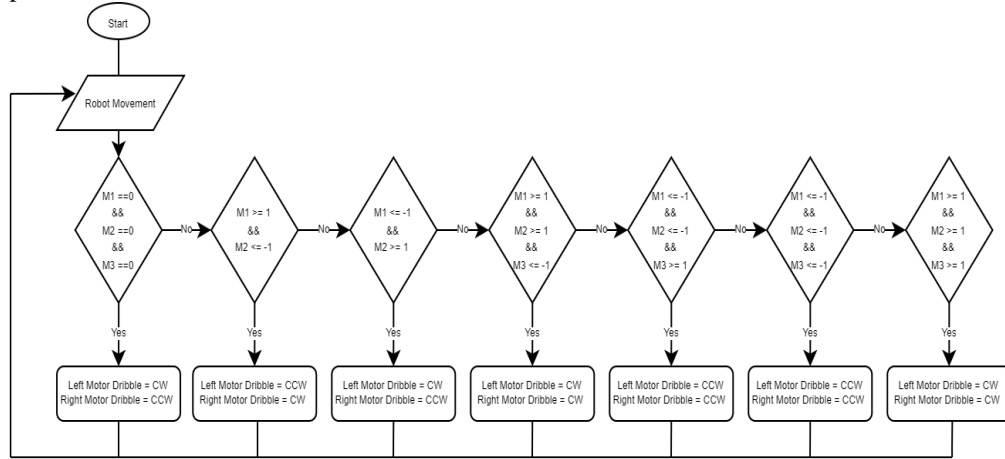 Start
Robot Movement
M1 ==0
&&
M2 ==0
&&
M3 ==0
No
M1 >= 1
&&
M2 <= -1
No
M1 <= -1
&&
M2 >= 1
No
M1 >= 1
&&
M2 >= 1
&&
M3 <= -1
No
M1 <= -1
&&
M2 <= -1
&&
M3 >= 1
No
M1 <= -1
&&
M2 <= -1
&&
M3 <= -1
No
M1 >= 1
&&
M2 >= 1
&&
M3 >= 1
Yes
Yes
Yes
Yes
Yes
Yes
Yes
Left Motor Dribble = CW
Right Motor Dribble = CCW
Left Motor Dribble = CCW
Right Motor Dribble = CW
Left Motor Dribble = CW
Right Motor Dribble = CCW
Left Motor Dribble = CW
Right Motor Dribble = CW
Left Motor Dribble = CCW
Right Motor Dribble = CCW
Left Motor Dribble = CCW
Right Motor Dribble = CCW
Left Motor Dribble = CW
Right Motor Dribble = CW